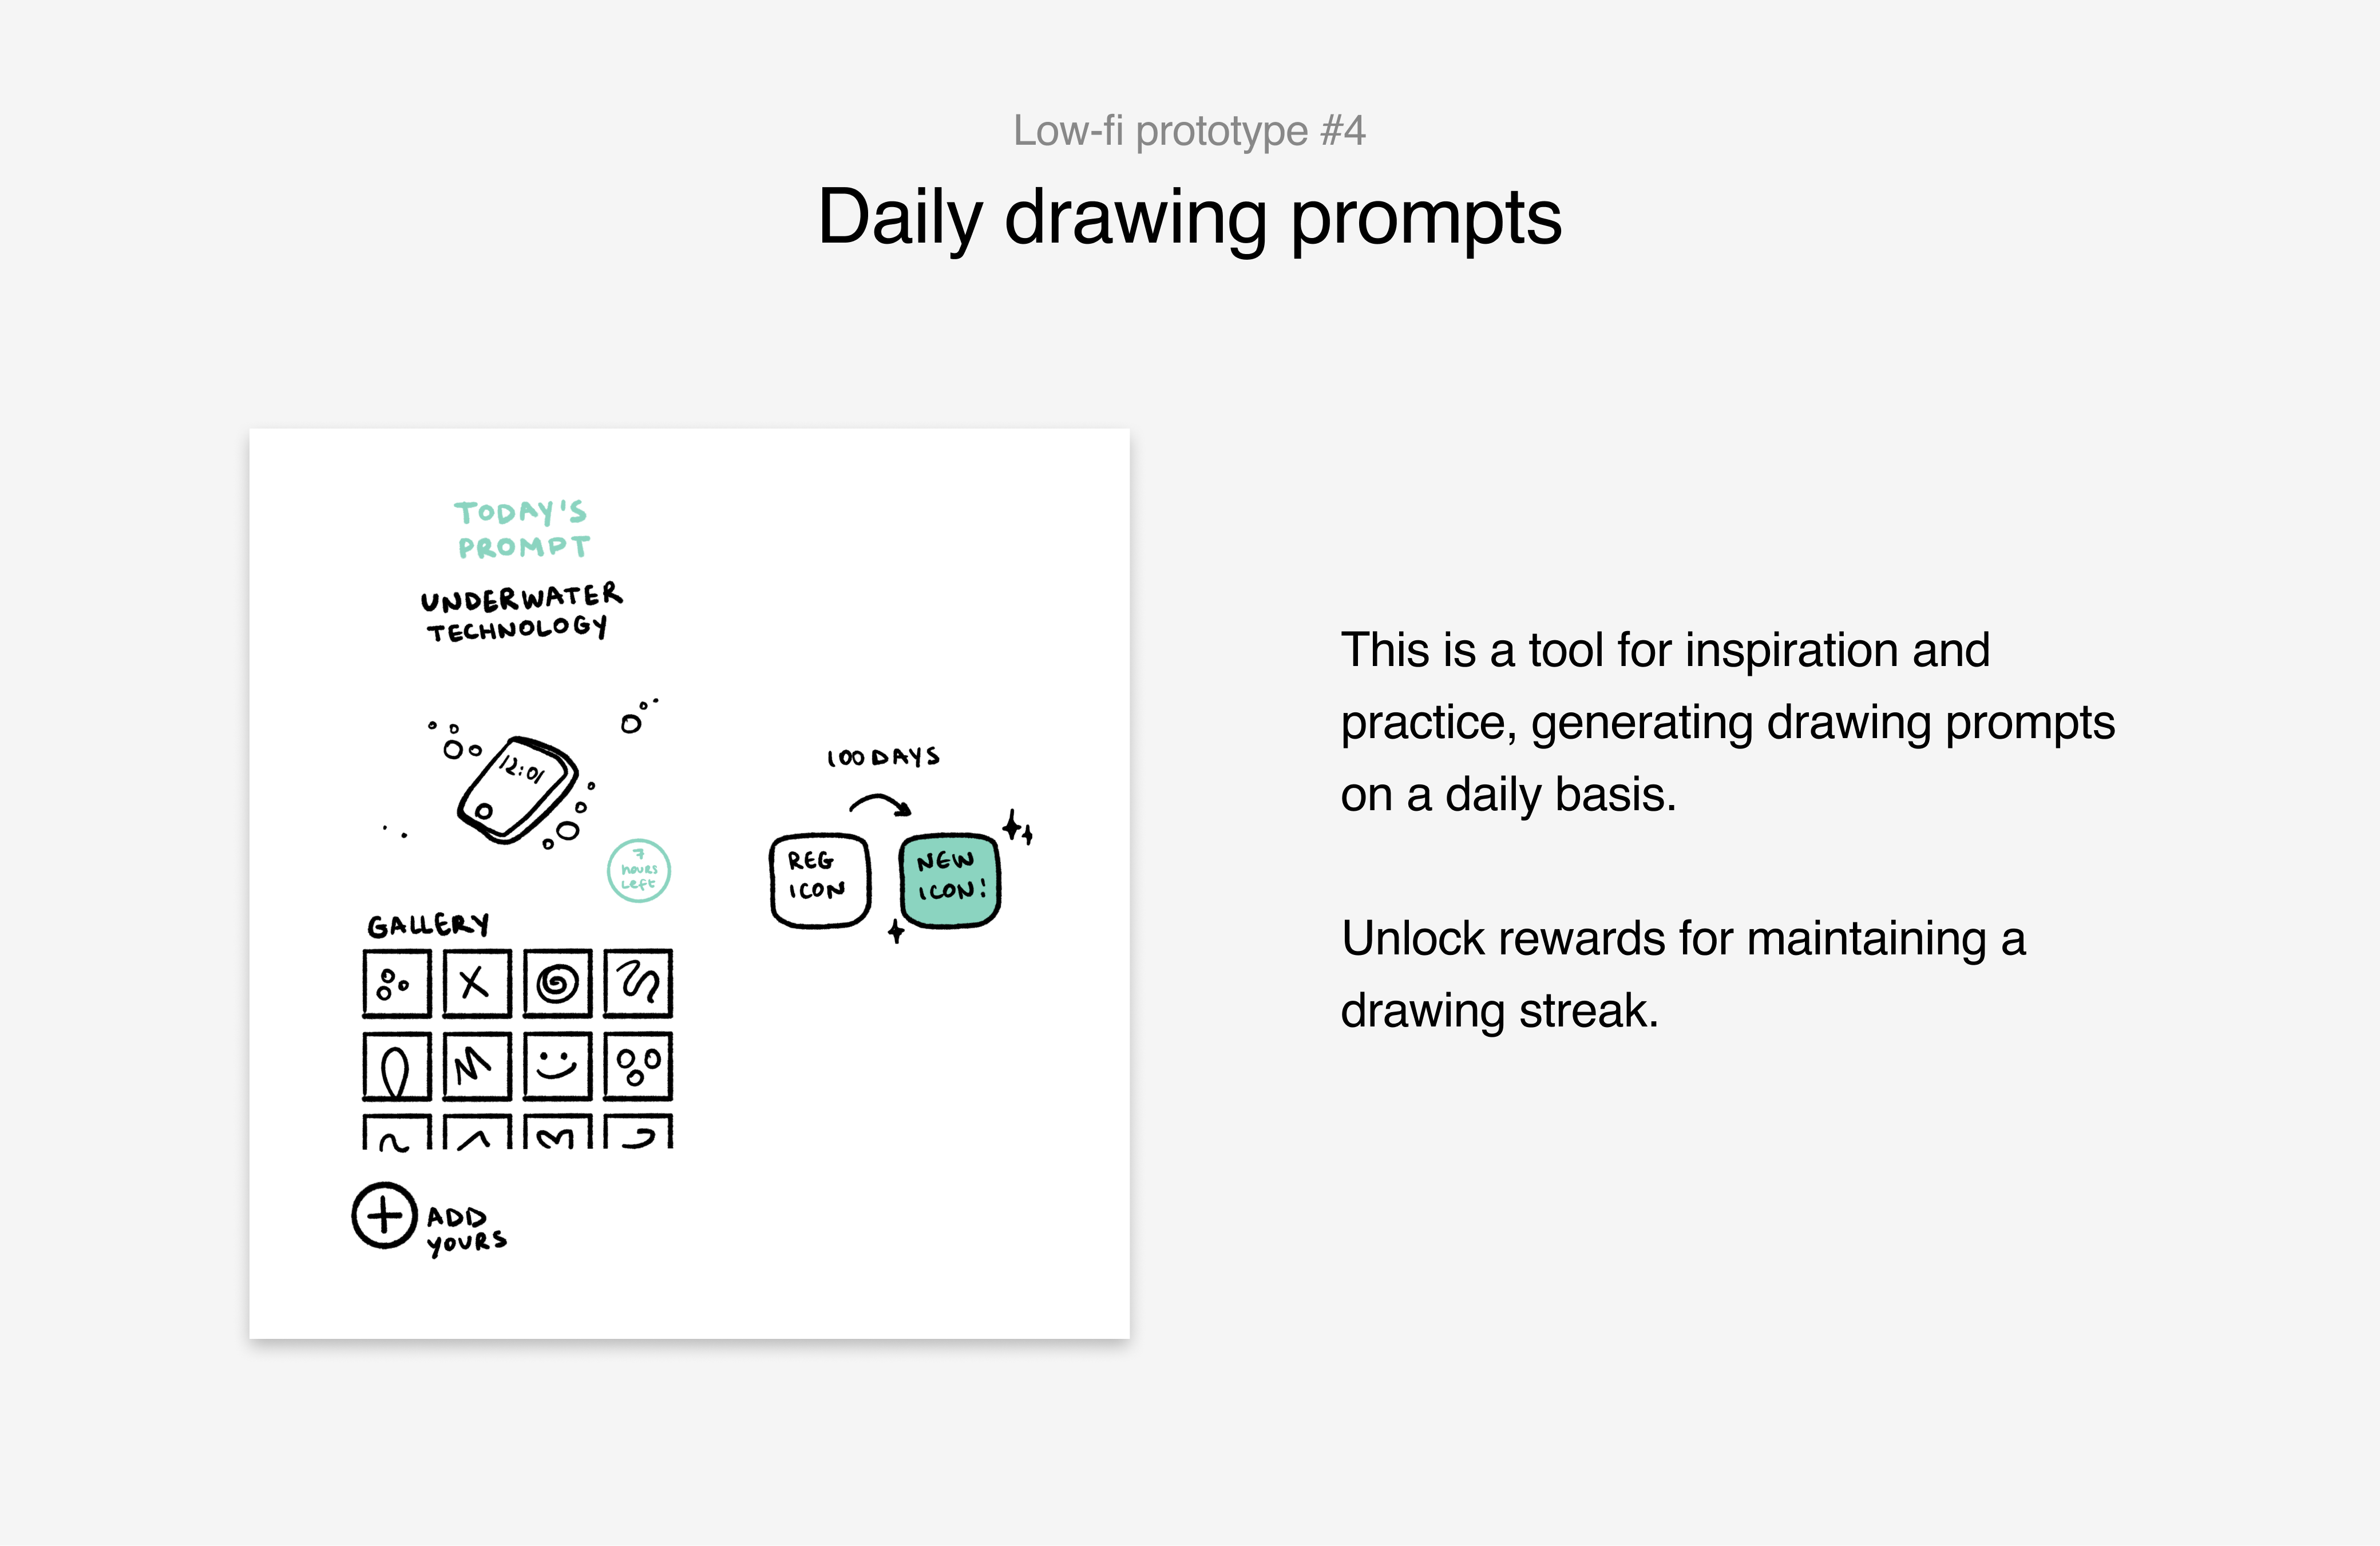 Low-fi prototype #4
Daily drawing prompts
TODAY'S
PROMPT
UNDERWATER
TECHNOLOGY
12:01
7
hours
Left
GALLERY
ADD
YOURS
100 DAYS
REG
ICON
NEW
ICON!
This is a tool for inspiration and
practice, generating drawing prompts
on a daily basis.
Unlock rewards for maintaining a
drawing streak.